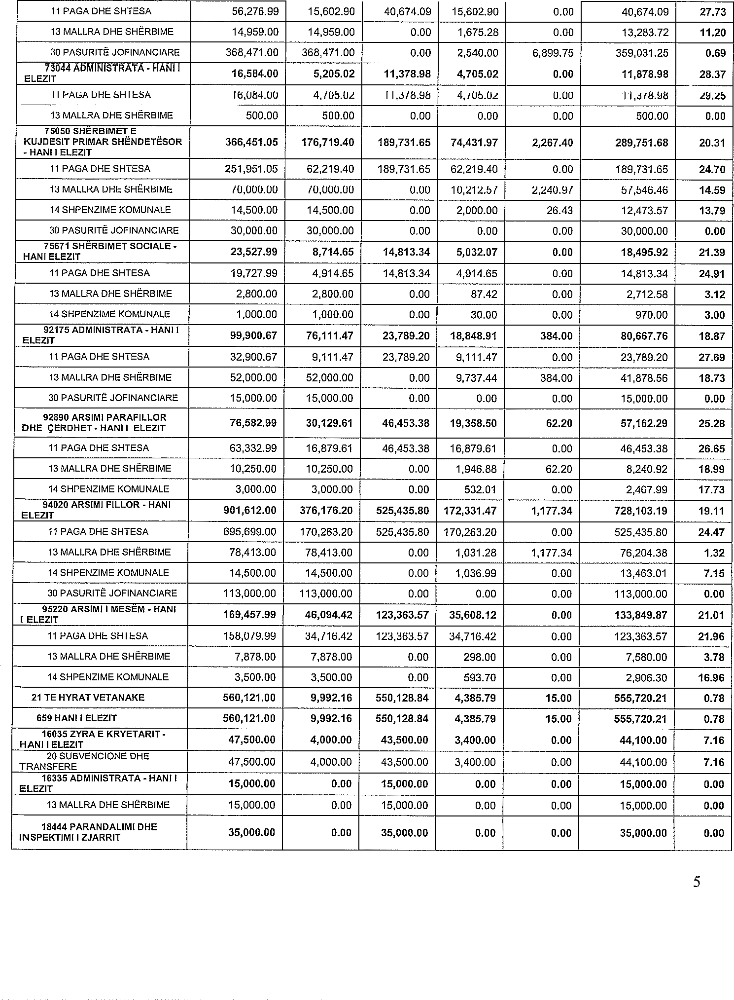 11 PAGA DHE SHTESA 56,276.99 15,602.90 40,674.09 15,602.90 0.00 40,674.09 27.73
13 MALLRA DHE SHËRBIME 14,959.00 14,959.00 0.00 1,675.28 0.00 13,283.72 11.20
30 PASURITË JOFINANCIARE 368,471.00 368,471.00 0.00 2,540.00 6,899.75 359,031.25 0.69
73044 ADMINISTRATA - HANI I
ELEZIT 16,584.00 5,205.02 11,378.98 4,705.02 0.00 11,878.98 28.37
11 PAGA DHE SHTESA 16,084.00 4,705.02 11,378.98 4,705.02 0.00 11,378.98 29.25
13 MALLRA DHE SHËRBIME 500.00 500.00 0.00 0.00 0.00 500.00 0.00
75050 SHËRBIMET E
KUJDESIT PRIMAR SHËNDETËSOR 366,451.05 176,719.40 189,731.65 74,431.97 2,267.40 289,751.68 20.31
- HANI I ELEZIT
11 PAGA DHE SHTESA 251,951.05 62,219.40 189,731.65 62,219.40 0.00 189,731.65 24.70
13 MALLRA DHE SHËRBIME 70,000.00 70,000.00 0.00 10,212.57 2,240.97 57,546.46 14.59
14 SHPENZIME KOMUNALE 14,500.00 14,500.00 0.00 2,000.00 26.43 12,473.57 13.79
30 PASURITË JOFINANCIARE 30,000.00 30,000.00 0.00 0.00 0.00 30,000.00 0.00
75671 SHËRBIMET SOCIALE -
HANI ELEZIT 23,527.99 8,714.65 14,813.34 5,032.07 0.00 18,495.92 21.39
11 PAGA DHE SHTESA 19,727.99 4,914.65 14,813.34 4,914.65 0.00 14,813.34 24.91
13 MALLRA DHE SHËRBIME 2,800.00 2,800.00 0.00 87.42 0.00 2,712.58 3.12
14 SHPENZIME KOMUNALE 1,000.00 1,000.00 0.00 30.00 0.00 970.00 3.00
92175 ADMINISTRATA - HANI I
ELEZIT 99,900.67 76,111.47 23,789.20 18,848.91 384.00 80,667.76 18.87
11 PAGA DHE SHTESA 32,900.67 9,111.47 23,789.20 9,111.47 0.00 23,789.20 27.69
13 MALLRA DHE SHËRBIME 52,000.00 52,000.00 0.00 9,737.44 384.00 41,878.56 18.73
30 PASURITË JOFINANCIARE 15,000.00 15,000.00 0.00 0.00 0.00 15,000.00 0.00
92890 ARSIMI PARAFILLOR
DHE ÇERDHET - HANI I ELEZIT 76,582.99 30,129.61 46,453.38 19,358.50 62.20 57,162.29 25.28
11 PAGA DHE SHTESA 63,332.99 16,879.61 46,453.38 16,879.61 0.00 46,453.38 26.65
13 MALLRA DHE SHËRBIME 10,250.00 10,250.00 0.00 1,946.88 62.20 8,240.92 18.99
14 SHPENZIME KOMUNALE 3,000.00 3,000.00 0.00 532.01 0.00 2,467.99 17.73
94020 ARSIMI FILLOR - HANI
ELEZIT 901,612.00 376,176.20 525,435.80 172,331.47 1,177.34 728,103.19 19.11
11 PAGA DHE SHTESA 695,699.00 170,263.20 525,435.80 170,263.20 0.00 525,435.80 24.47
13 MALLRA DHE SHËRBIME 78,413.00 78,413.00 0.00 1,031.28 1,177.34 76,204.38 1.32
14 SHPENZIME KOMUNALE 14,500.00 14,500.00 0.00 1,036.99 0.00 13,463.01 7.15
30 PASURITË JOFINANCIARE 113,000.00 113,000.00 0.00 0.00 0.00 113,000.00 0.00
95220 ARSIMI I MESËM - HANI
I ELEZIT 169,457.99 46,094.42 123,363.57 35,608.12 0.00 133,849.87 21.01
11 PAGA DHE SHTESA 158,079.99 34,716.42 123,363.57 34,716.42 0.00 123,363.57 21.96
13 MALLRA DHE SHËRBIME 7,878.00 7,878.00 0.00 298.00 0.00 7,580.00 3.78
14 SHPENZIME KOMUNALE 3,500.00 3,500.00 0.00 593.70 0.00 2,906.30 16.96
21 TE HYRAT VETANAKE 560,121.00 9,992.16 550,128.84 4,385.79 15.00 555,720.21 0.78
659 HANI I ELEZIT 560,121.00 9,992.16 550,128.84 4,385.79 15.00 555,720.21 0.78
16035 ZYRA E KRYETARIT -
HANI I ELEZIT 47,500.00 4,000.00 43,500.00 3,400.00 0.00 44,100.00 7.16
20 SUBVENCIONE DHE
TRANSFERE 47,500.00 4,000.00 43,500.00 3,400.00 0.00 44,100.00 7.16
16335 ADMINISTRATA - HANI I
ELEZIT 15,000.00 0.00 15,000.00 0.00 0.00 15,000.00 0.00
13 MALLRA DHE SHËRBIME 15,000.00 0.00 15,000.00 0.00 0.00 15,000.00 0.00
18444 PARANDALIMI DHE
INSPEKTIMI I ZJARRIT 35,000.00 0.00 35,000.00 0.00 0.00 35,000.00 0.00
5